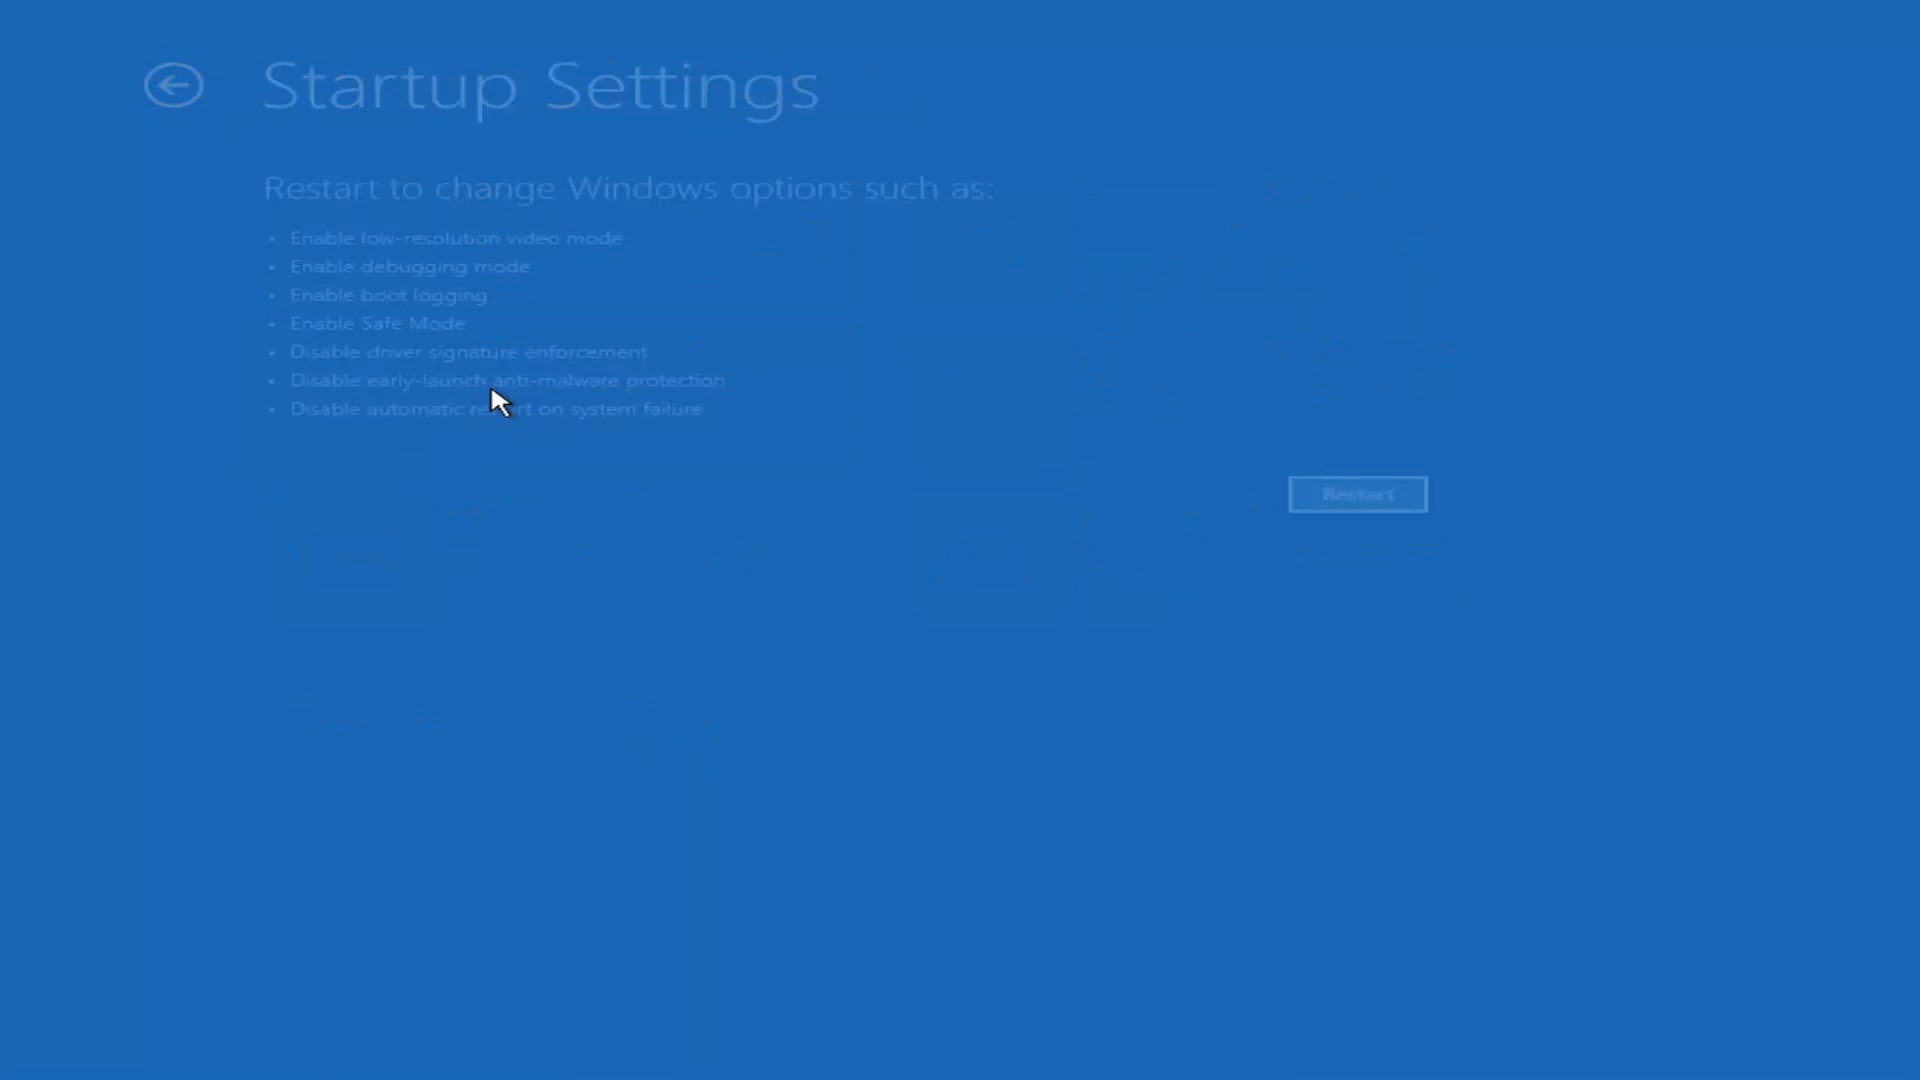 Startup Settings
Restart to change Windows options such as:
• Enable low-resolution video mode
• Enable debugging mode
• Enable boot logging
• Enable Safe Mode
• Disable driver signature enforcement
• Disable early-launch anti-malware protection
• Disable automatic restart on system failure
Restart